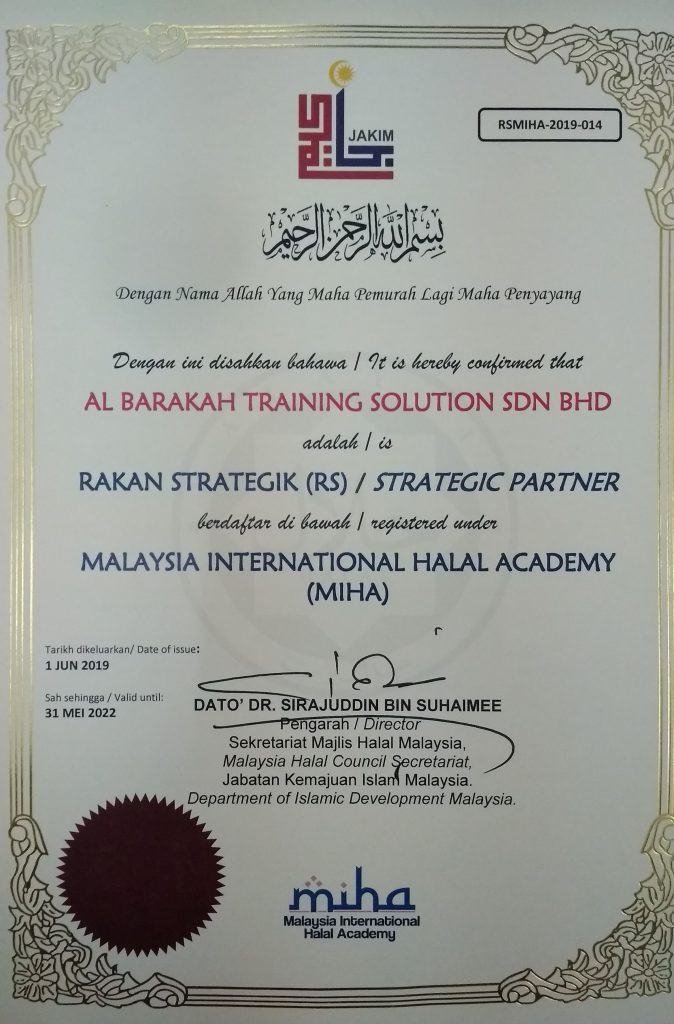 JAKIM
RSMIHA-2019-014
بسم الله الرحمن الرحيم
Dengan Nama Allah Yang Maha Pemurah Lagi Maha Penyayang
Dengan ini disahkan bahawa / It is hereby confirmed that
AL BARAKAH TRAINING SOLUTION SDN BHD
adalah / is
RAKAN STRATEGIK (RS) / STRATEGIC PARTNER
berdaftar di bawah / registered under
MALAYSIA INTERNATIONAL HALAL ACADEMY
(MIHA)
Tarikh dikeluarkan/ Date of issue:
1 JUN 2019
Sah sehingga / Valid until:
31 MEI 2022
DATO' DR. SIRAJUDDIN BIN SUHAIMEE
Pengarah / Director
Sekretariat Majlis Halal Malaysia,
Malaysia Halal Council Secretariat,
Jabatan Kemajuan Islam Malaysia.
Department of Islamic Development Malaysia.
miha
Malaysia International
Halal Academy